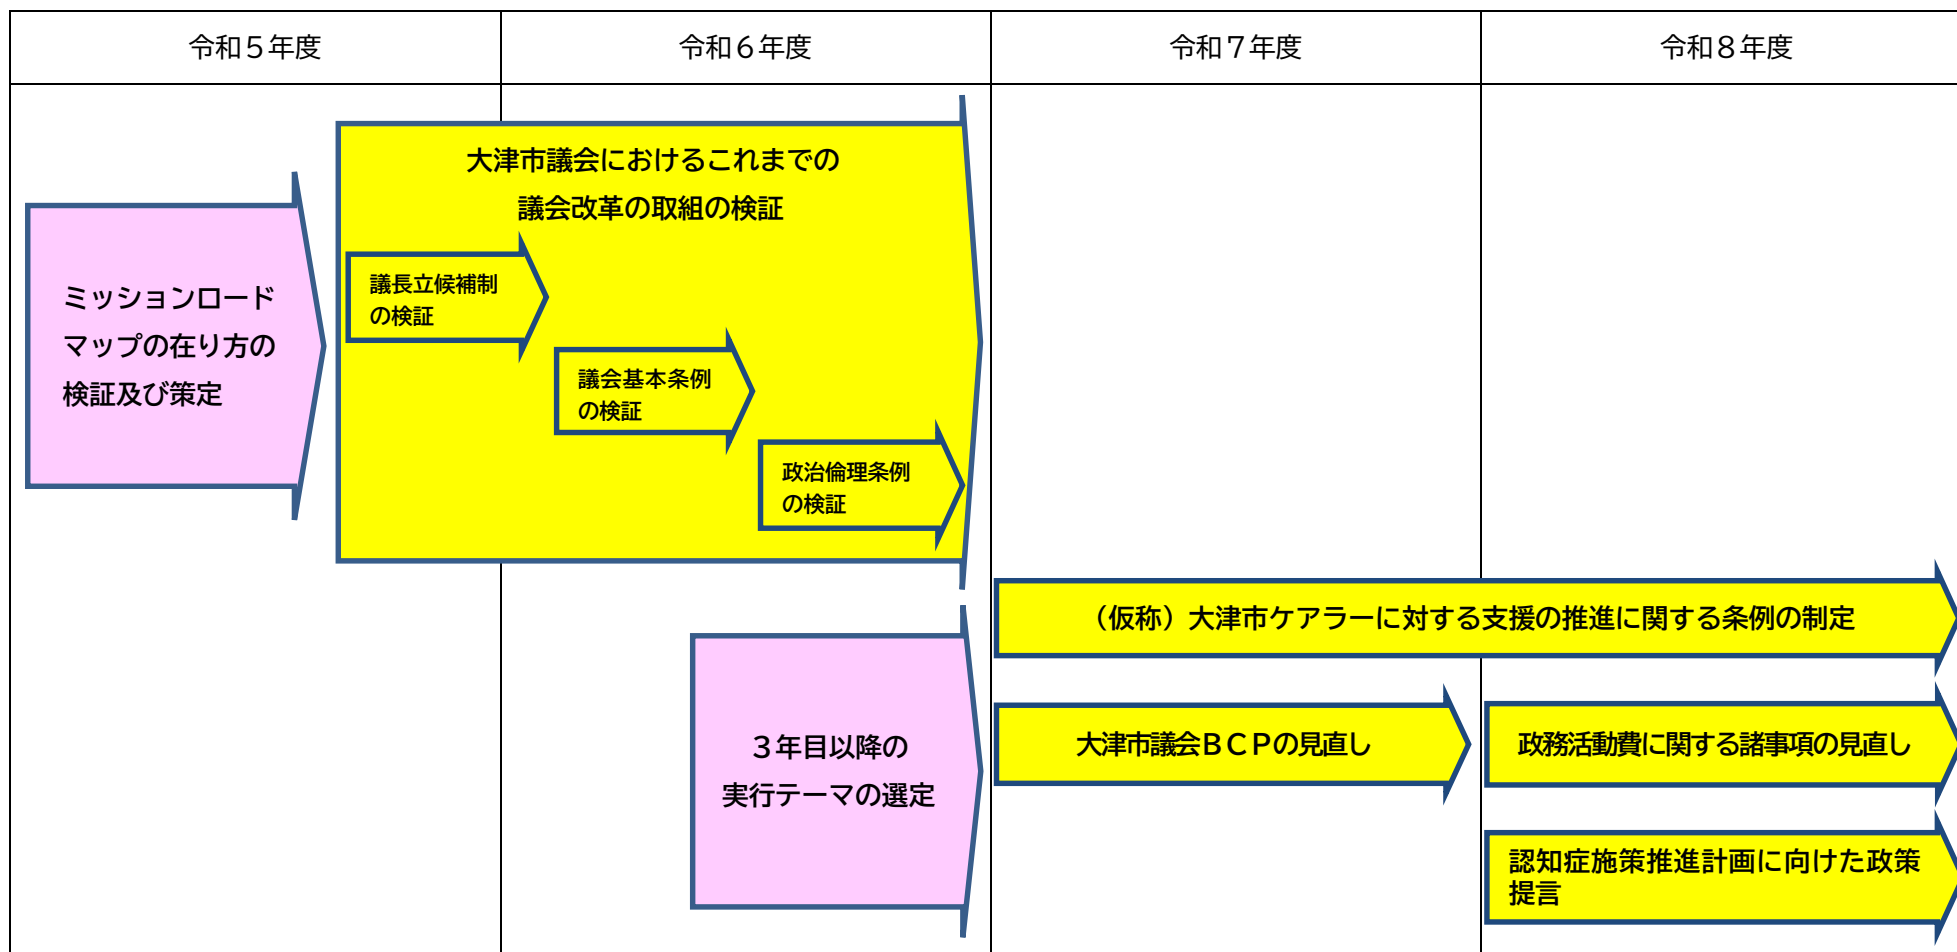 令和５年度
令和６年度
令和７年度
令和８年度
ミッションロード
マップの在り方の
検証及び策定
大津市議会におけるこれまでの
議会改革の取組の検証
議長立候補制
の検証
議会基本条例
の検証
政治倫理条例
の検証
３年目以降の
実行テーマの選定
（仮称）大津市ケアラーに対する支援の推進に関する条例の制定
大津市議会ＢＣＰの見直し
政務活動費に関する諸事項の見直し
認知症施策推進計画に向けた政策
提言